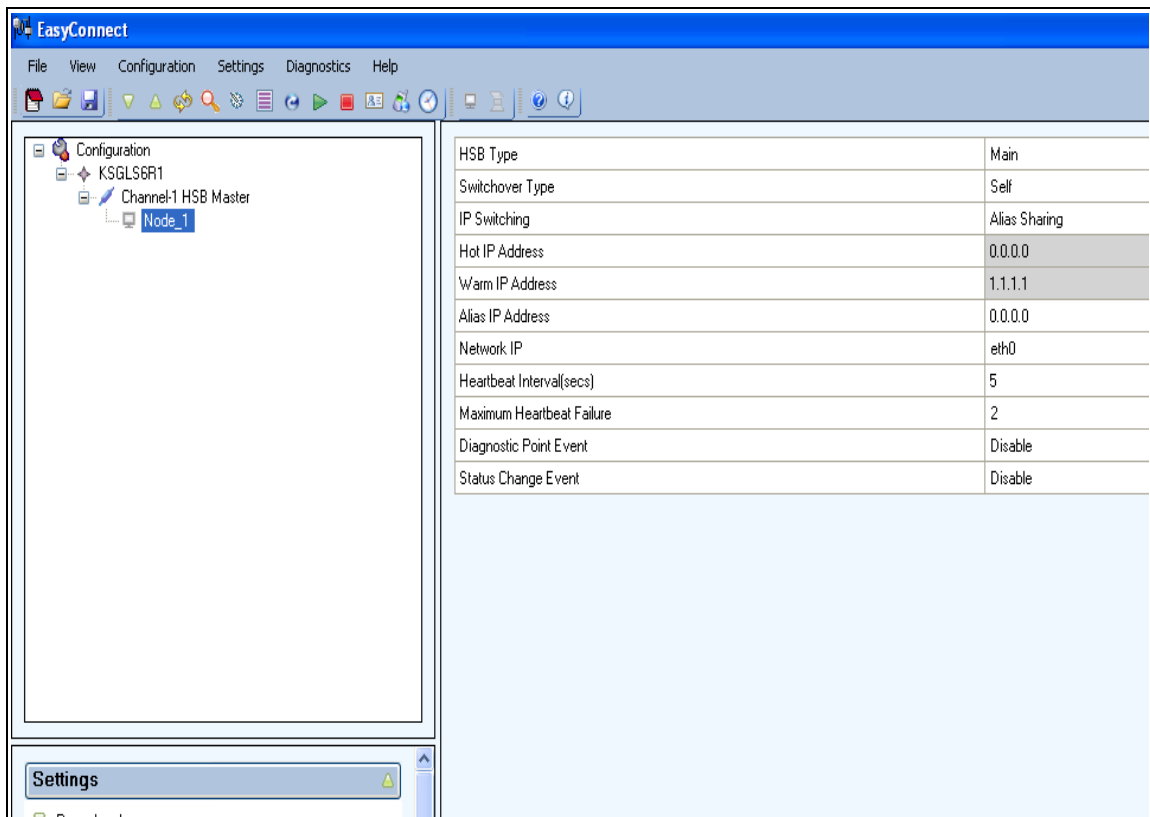 EasyConnect
File View Configuration Settings Diagnostics Help
Configuration
KSGLS6R1
Channel-1 HSB Master
Node_1
HSB Type Main
Switchover Type Self
IP Switching Alias Sharing
Hot IP Address 0.0.0.0
Warm IP Address 1.1.1.1
Alias IP Address 0.0.0.0
Network IP eth0
Heartbeat Interval(secs) 5
Maximum Heartbeat Failure 2
Diagnostic Point Event Disable
Status Change Event Disable
Settings